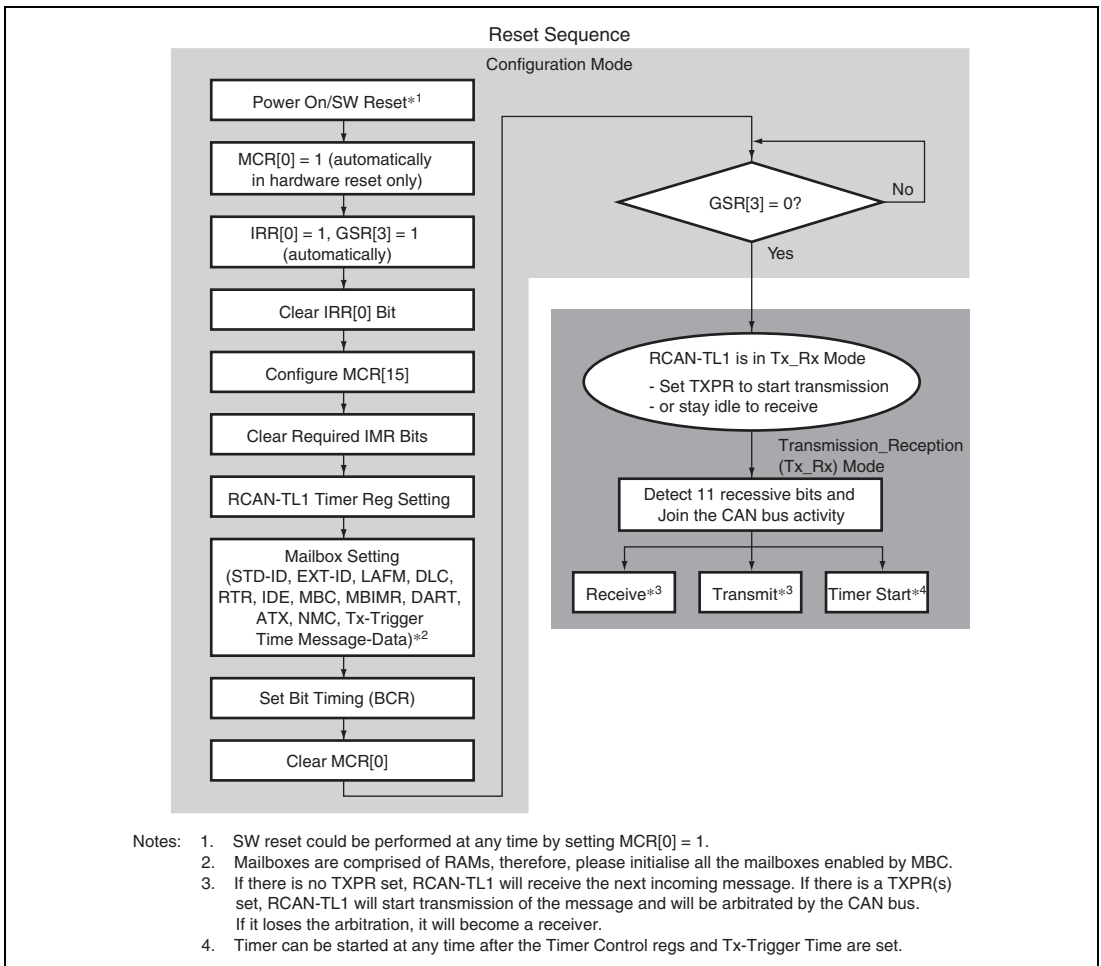 Reset Sequence
Configuration Mode
Power On/SW Reset*1
MCR[0] = 1 (automatically
in hardware reset only)
IRR[0] = 1, GSR[3] = 1
(automatically)
Clear IRR[0] Bit
Configure MCR[15]
Clear Required IMR Bits
RCAN-TL1 Timer Reg Setting
Mailbox Setting
(STD-ID, EXT-ID, LAFM, DLC,
RTR, IDE, MBC, MBIMR, DART,
ATX, NMC, Tx-Trigger
Time Message-Data)*2
Set Bit Timing (BCR)
Clear MCR[0]
GSR[3] = 0?
No
Yes
RCAN-TL1 is in Tx_Rx Mode
- Set TXPR to start transmission
- or stay idle to receive
Transmission_Reception
(Tx_Rx) Mode
Detect 11 recessive bits and
Join the CAN bus activity
Receive*3
Transmit*3
Timer Start*4
Notes: 1. SW reset could be performed at any time by setting MCR[0] = 1.
2. Mailboxes are comprised of RAMs, therefore, please initialise all the mailboxes enabled by MBC.
3. If there is no TXPR set, RCAN-TL1 will receive the next incoming message. If there is a TXPR(s)
set, RCAN-TL1 will start transmission of the message and will be arbitrated by the CAN bus.
If it loses the arbitration, it will become a receiver.
4. Timer can be started at any time after the Timer Control regs and Tx-Trigger Time are set.